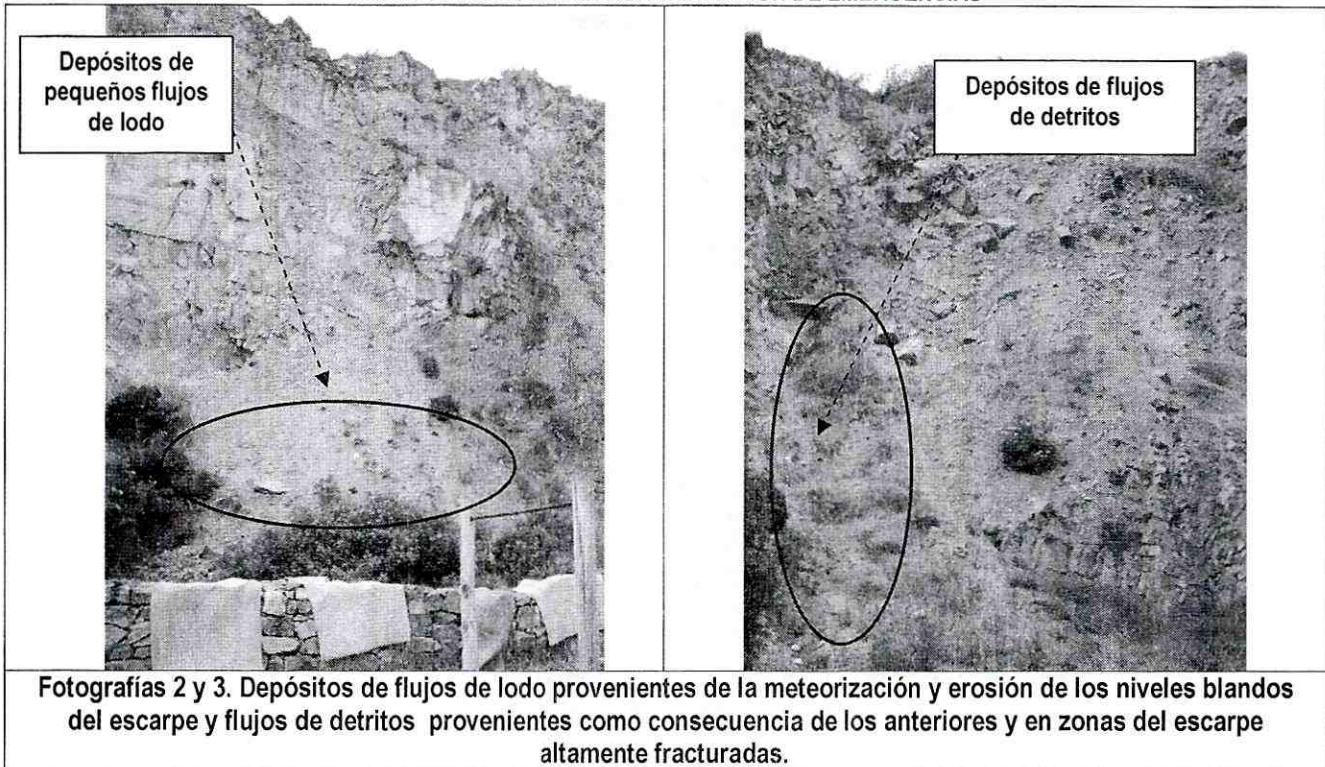 DE EMERGENCIAS
Depósitos de
pequeños flujos
de lodo
Depósitos de flujos
de detritos
Fotografías 2 y 3. Depósitos de flujos de lodo provenientes de la meteorización y erosión de los niveles blandos
del escarpe y flujos de detritos provenientes como consecuencia de los anteriores y en zonas del escarpe
altamente fracturadas.